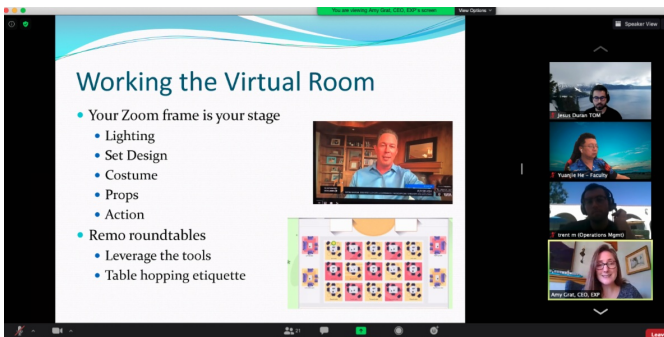 You are viewing Amy Grat, CEO, EXP's screen
View Options
Speaker View
Working the Virtual Room
Your Zoom frame is your stage
Lighting
Set Design
Costume
Props
Action
Remo roundtables
Leverage the tools
Table hopping etiquette
Jesus Duran TOM
Yuanjie He - Faculty
trent m (Operations Mgmt)
Amy Grat, CEO, EXP
21
Leave